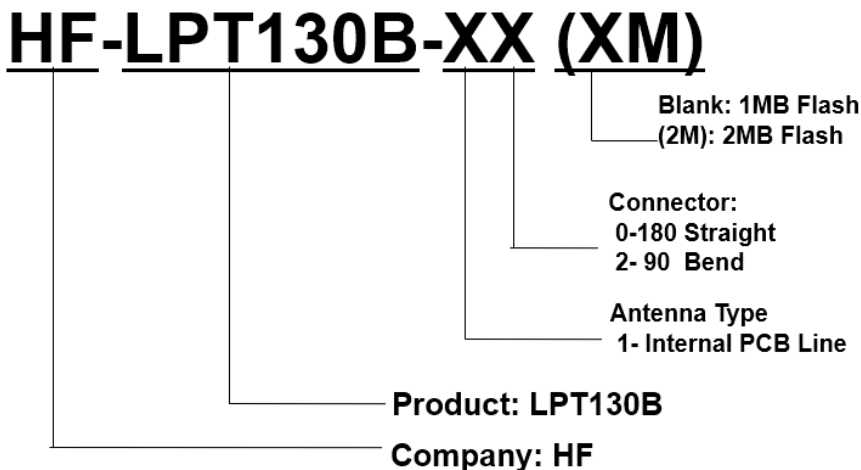 HF-LPT130B-XX (XM)
Blank: 1MB Flash
(2M): 2MB Flash
Connector:
0-180 Straight
2- 90 Bend
Antenna Type
1- Internal PCB Line
Product: LPT130B
Company: HF